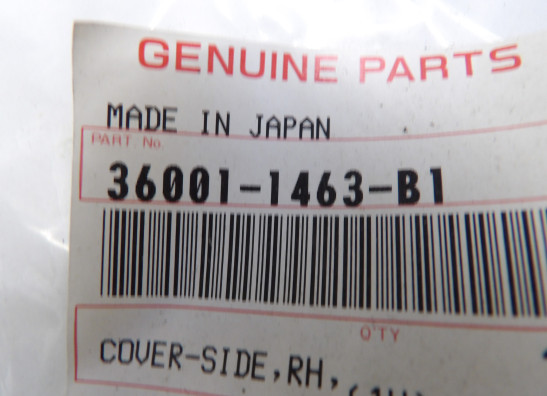 GENUINE PARTS
MADE IN JAPAN
PART. No.
36001-1463-B1
Q'TY
COVER-SIDE,RH,